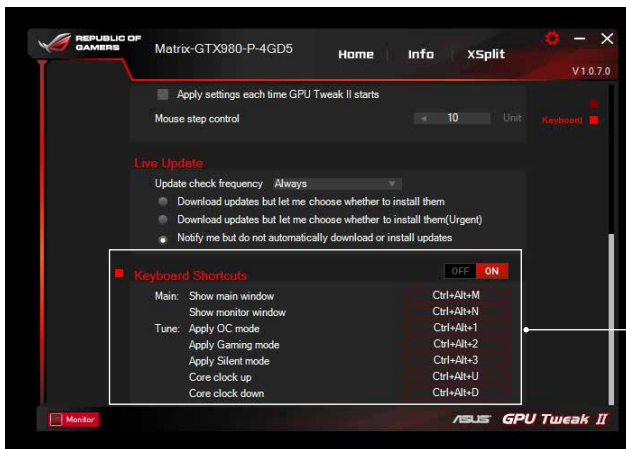 REPUBLIC OF
GAMERS
Matrix-GTX980-P-4GD5
Home
Info
XSplit
V 1.0.7.0
Apply settings each time GPU Tweak II starts
Mouse step control 10 Unit
Keyboard
Live Update
Update check frequency Always
Download updates but let me choose whether to install them
Download updates but let me choose whether to install them(Urgent)
Notify me but do not automatically download or install updates
Keyboard Shortcuts OFF ON
Main: Show main window Ctrl+Alt+M
Show monitor window Ctrl+Alt+N
Tune: Apply OC mode Ctrl+Alt+1
Apply Gaming mode Ctrl+Alt+2
Apply Silent mode Ctrl+Alt+3
Core clock up Ctrl+Alt+U
Core clock down Ctrl+Alt+D
Monitor
ASUS GPU Tweak II